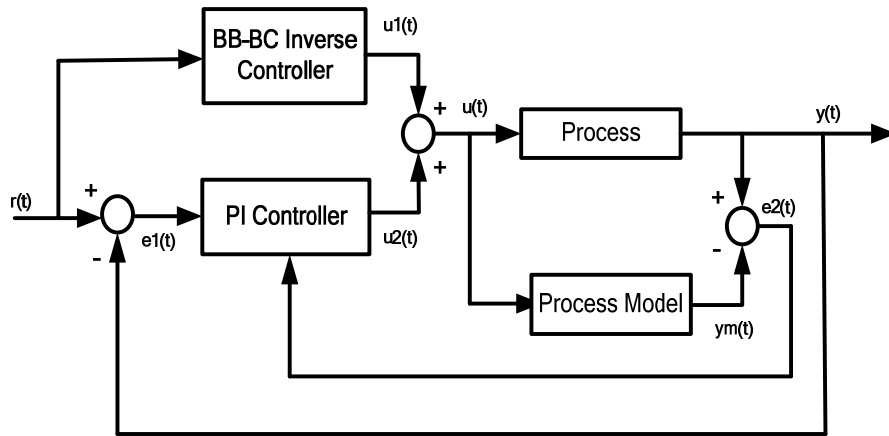 BB-BC Inverse
Controller
u1(t)
+
u(t)
Process
y(t)
+
r(t)
+
-
e1(t)
PI Controller
u2(t)
+
-
e2(t)
Process Model
ym(t)